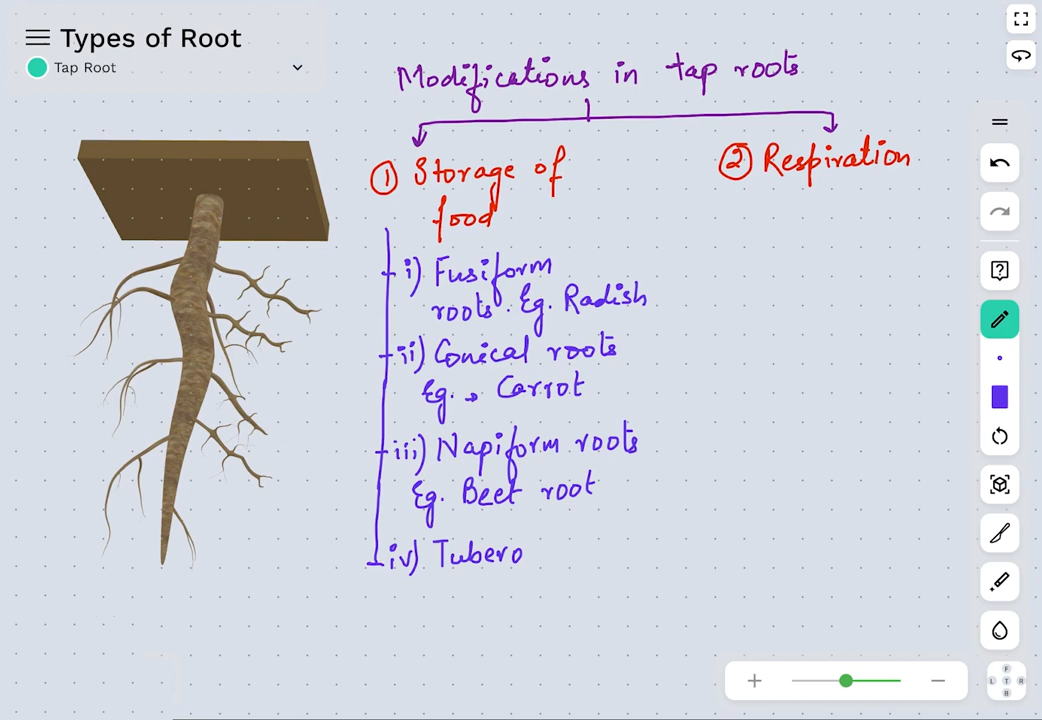 Types of Root
Tap Root
Modifications in tap roots
① Storage of
food
② Respiration
i) Fusiform
roots. Eg. Radish
ii) Conical roots
Eg. → Carrot
iii) Napiform roots
Eg. Beet root
iv) Tubero
F
L T R
B